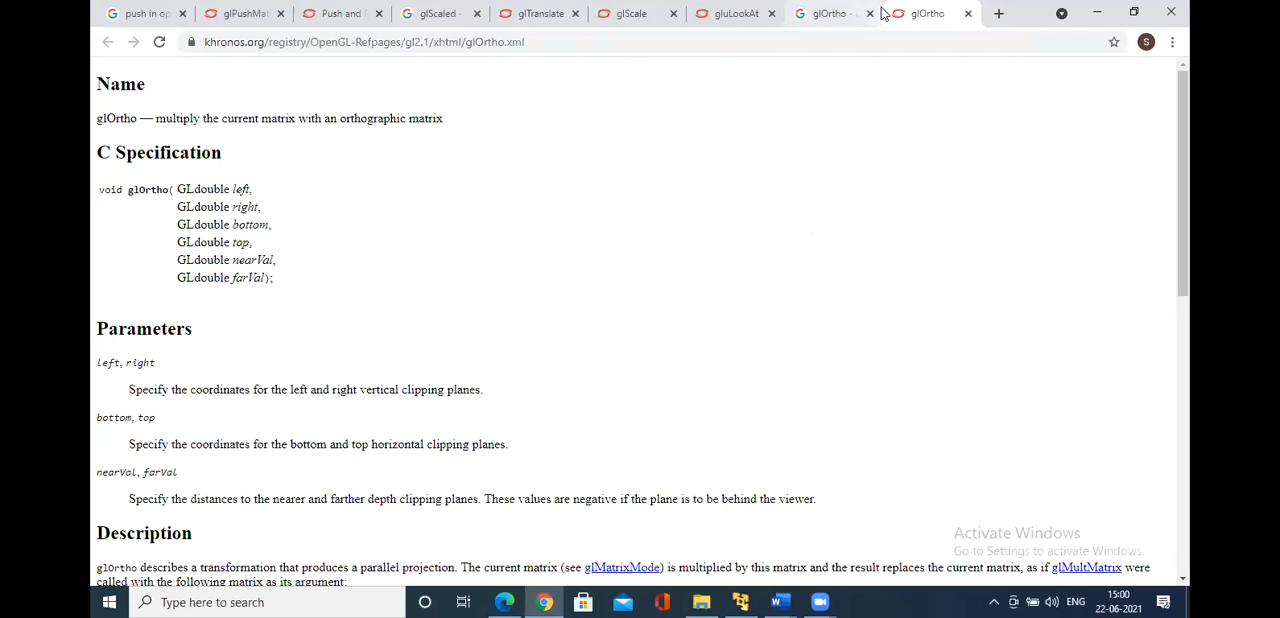 push in op glPushMat Push and P glScaled - glTranslate glScale gluLookAt glOrtho - glOrtho
khronos.org/registry/OpenGL-Refpages/gl2.1/xhtml/glOrtho.xml S
Name
glOrtho — multiply the current matrix with an orthographic matrix
C Specification
void glOrtho( GLdouble left,
GLdouble right,
GLdouble bottom,
GLdouble top,
GLdouble nearVal,
GLdouble farVal);
Parameters
left, right
Specify the coordinates for the left and right vertical clipping planes.
bottom, top
Specify the coordinates for the bottom and top horizontal clipping planes.
nearVal, farVal
Specify the distances to the nearer and farther depth clipping planes. These values are negative if the plane is to be behind the viewer.
Description
Activate Windows
Go to Settings to activate Windows.
glOrtho describes a transformation that produces a parallel projection. The current matrix (see glMatrixMode) is multiplied by this matrix and the result replaces the current matrix, as if glMultMatrix were
called with the following matrix as its argument:
Type here to search ENG 15:00
22-06-2021